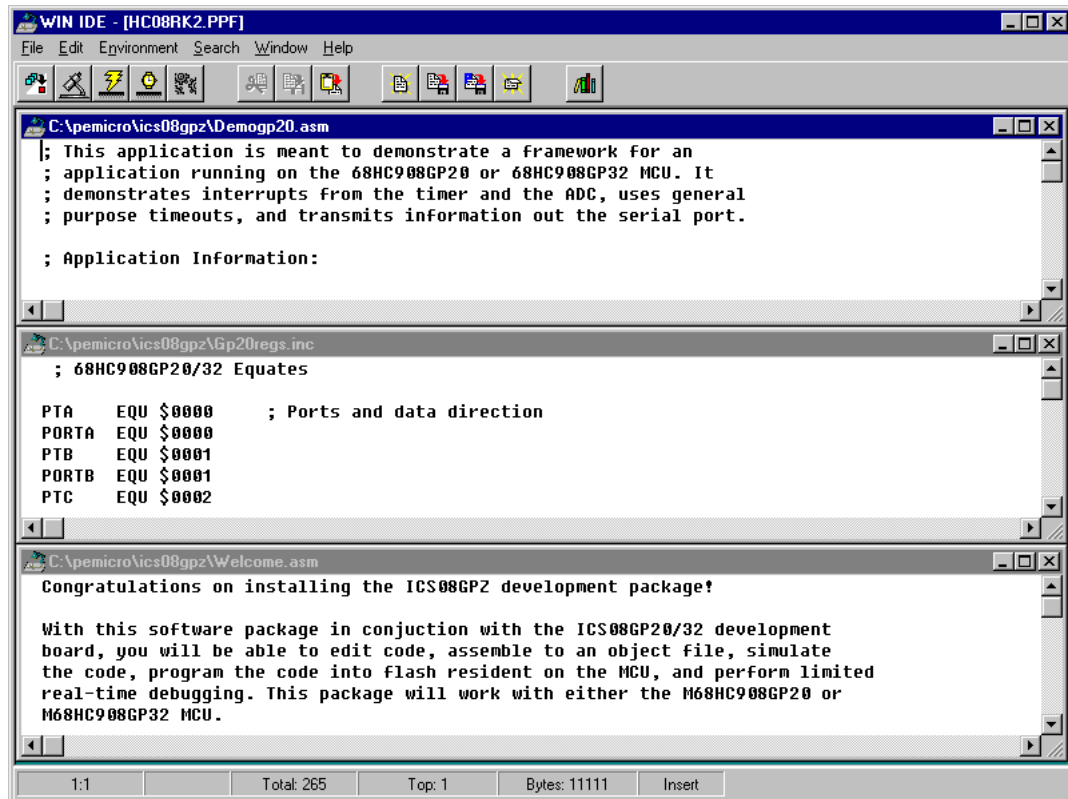 WIN IDE - [HC08RK2.PPF]
File Edit Environment Search Window Help
C:\pemicro\ics08gpz\Demogp20.asm
; This application is meant to demonstrate a framework for an
; application running on the 68HC908GP20 or 68HC908GP32 MCU. It
; demonstrates interrupts from the timer and the ADC, uses general
; purpose timeouts, and transmits information out the serial port.
; Application Information:
C:\pemicro\ics08gpz\Gp20regs.inc
; 68HC908GP20/32 Equates
PTA EQU $0000 ; Ports and data direction
PORTA EQU $0000
PTB EQU $0001
PORTB EQU $0001
PTC EQU $0002
C:\pemicro\ics08gpz\Welcome.asm
Congratulations on installing the ICS08GPZ development package!
With this software package in conjuction with the ICS08GP20/32 development
board, you will be able to edit code, assemble to an object file, simulate
the code, program the code into flash resident on the MCU, and perform limited
real-time debugging. This package will work with either the M68HC908GP20 or
M68HC908GP32 MCU.
1:1 Total: 265 Top: 1 Bytes: 11111 Insert